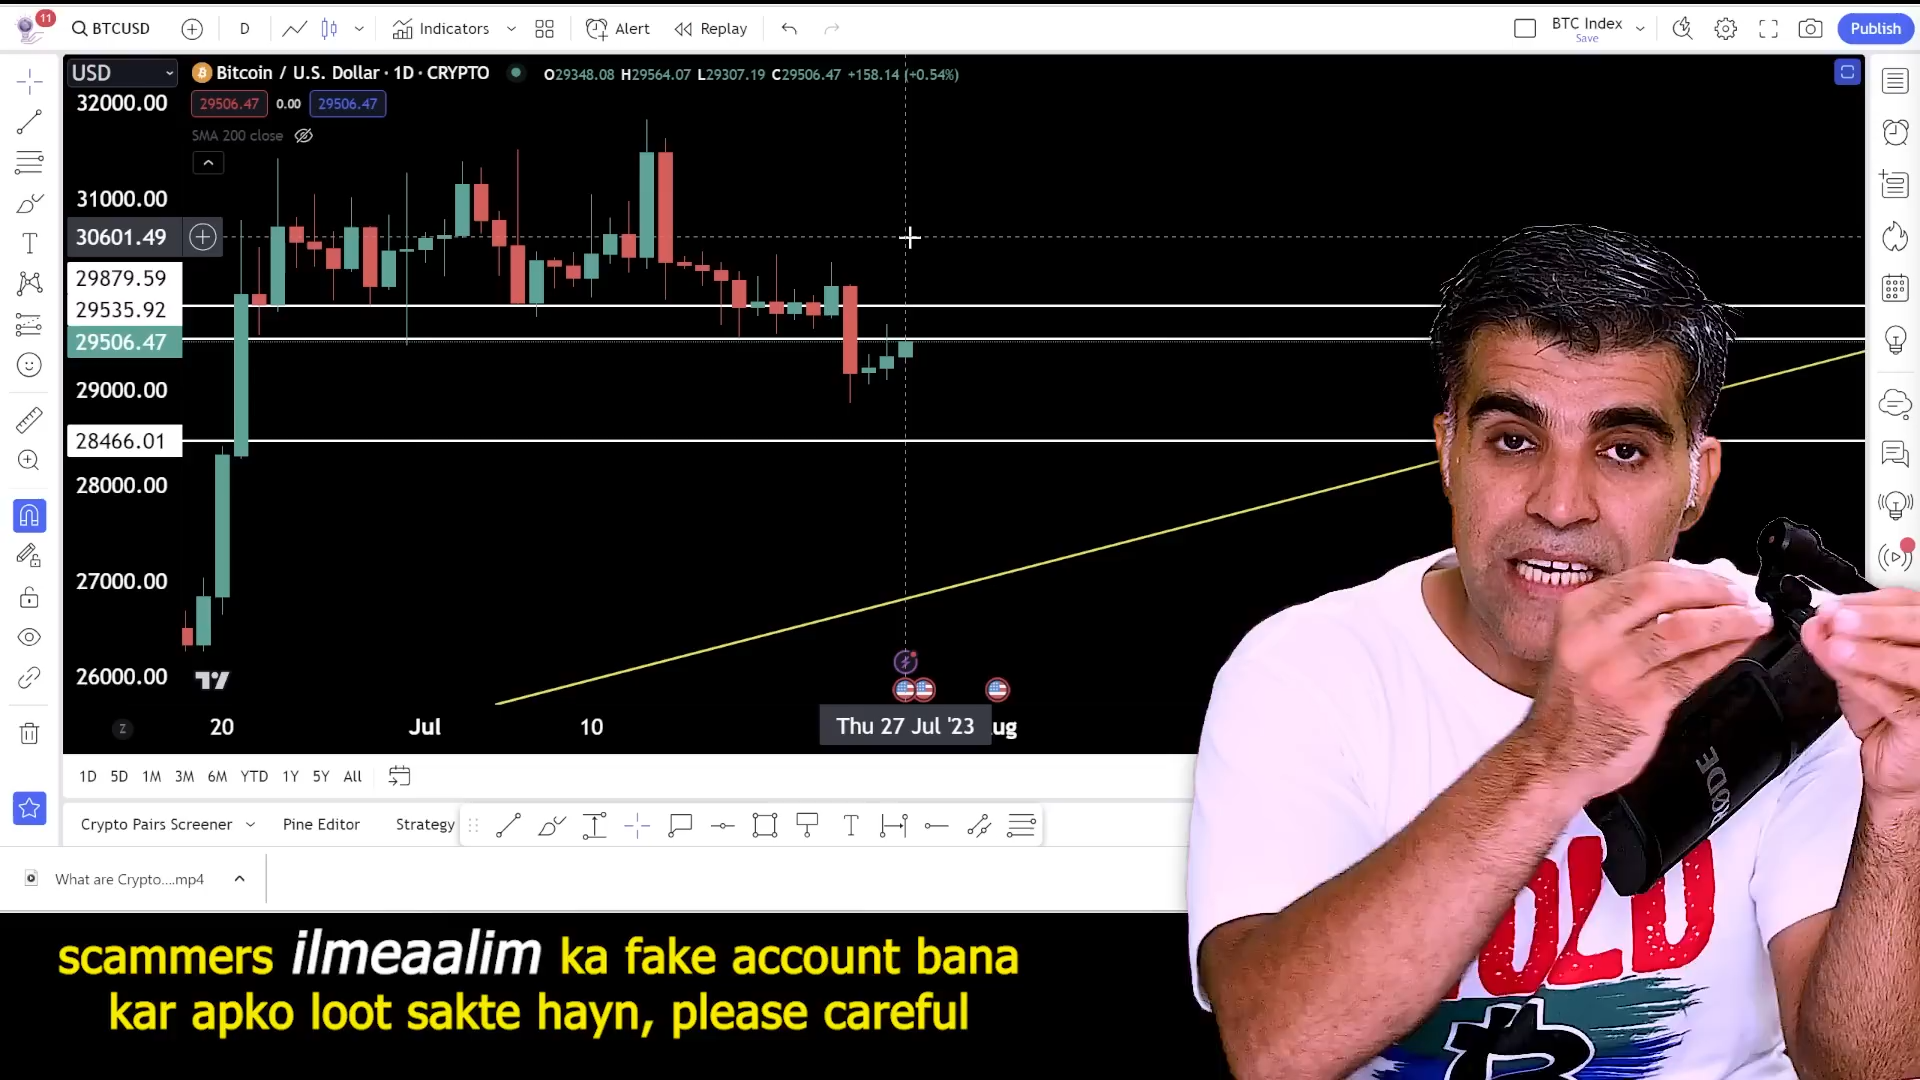 11
BTCUSD
D
Indicators
Alert
Replay
BTC Index
Save
Publish
USD
Bitcoin / U.S. Dollar · 1D · CRYPTO
O29348.08 H29564.07 L29307.19 C29506.47 +158.14 (+0.54%)
29506.47 0.00 29506.47
SMA 200 close
32000.00
31000.00
30601.49
29879.59
29535.92
29506.47
29000.00
28466.01
28000.00
27000.00
26000.00
Z
20
Jul
10
Thu 27 Jul '23
ug
1D 5D 1M 3M 6M YTD 1Y 5Y All
Crypto Pairs Screener
Pine Editor
Strategy
What are Crypto....mp4
RØDE
OLD
scammers ilmeaalim ka fake account bana
kar apko loot sakte hayn, please careful